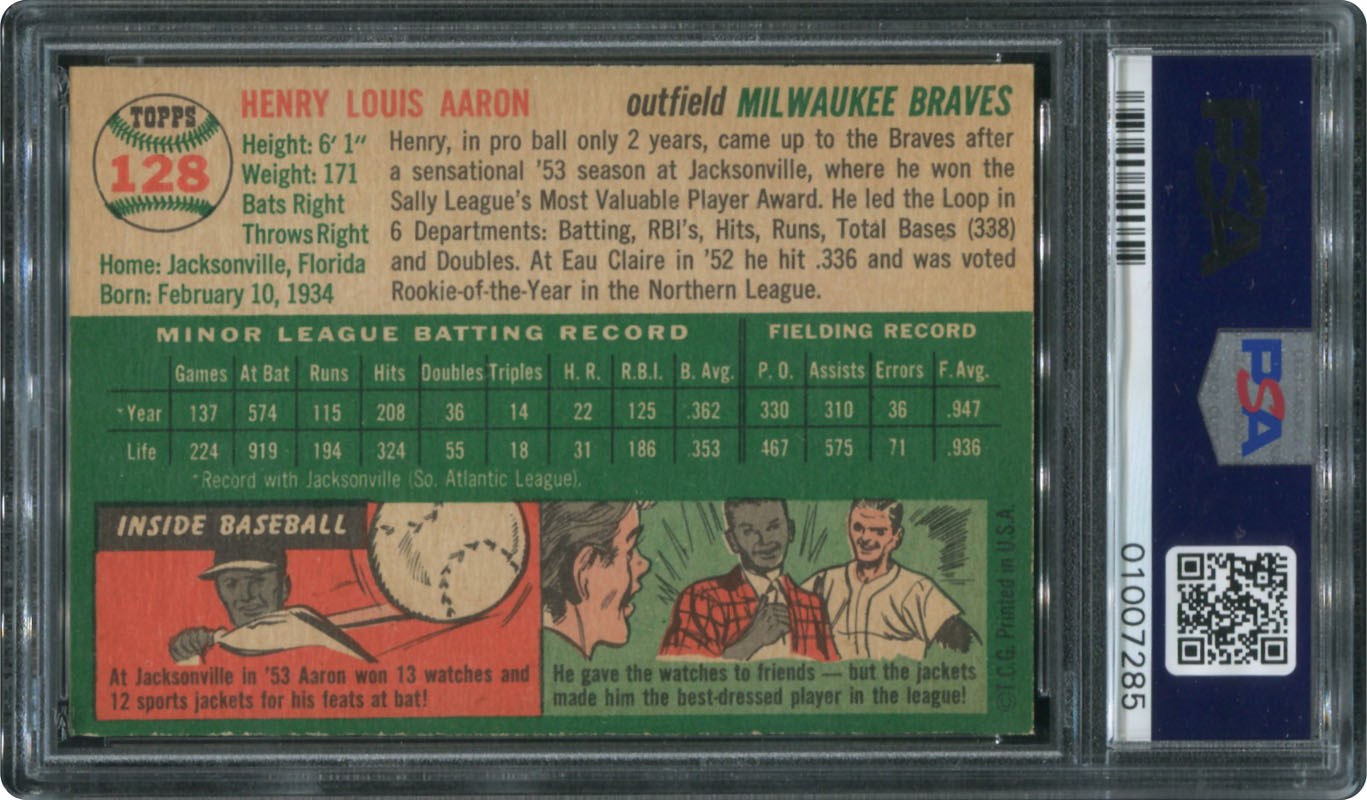 TOPPS
128
HENRY LOUIS AARON
outfield MILWAUKEE BRAVES
Height: 6' 1"
Weight: 171
Bats Right
Throws Right
Home: Jacksonville, Florida
Born: February 10, 1934
Henry, in pro ball only 2 years, came up to the Braves after
a sensational '53 season at Jacksonville, where he won the
Sally League's Most Valuable Player Award. He led the Loop in
6 Departments: Batting, RBI's, Hits, Runs, Total Bases (338)
and Doubles. At Eau Claire in '52 he hit .336 and was voted
Rookie-of-the-Year in the Northern League.
MINOR LEAGUE BATTING RECORD FIELDING RECORD
Games At Bat Runs Hits Doubles Triples H. R. R.B.I. B. Avg. P. O. Assists Errors F. Avg.
*Year 137 574 115 208 36 14 22 125 .362 330 310 36 .947
Life 224 919 194 324 55 18 31 186 .353 467 575 71 .936
*Record with Jacksonville (So. Atlantic League).
INSIDE BASEBALL
At Jacksonville in '53 Aaron won 13 watches and
12 sports jackets for his feats at bat!
He gave the watches to friends — but the jackets
made him the best-dressed player in the league!
©T.C.G. Printed in U.S.A.
01007285
PSA
PSA